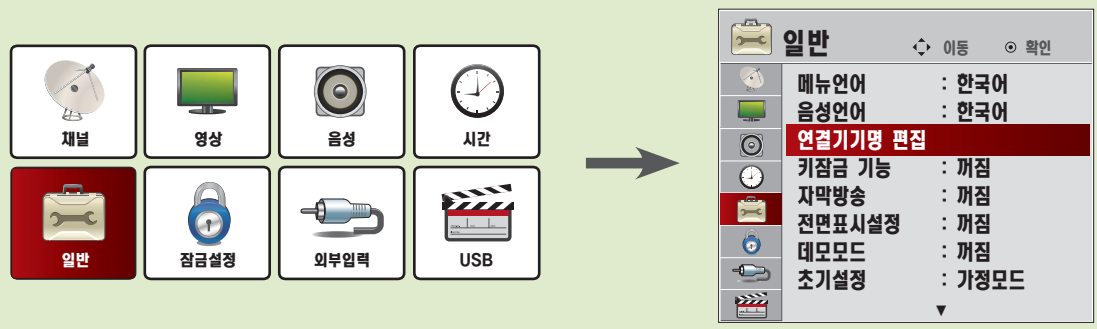 채널
영상
음성
시간
일반
잠금설정
외부입력
USB
일반 이동 확인
메뉴언어 : 한국어
음성언어 : 한국어
연결기기명 편집
키잠금 기능 : 꺼짐
자막방송 : 꺼짐
전면표시설정 : 꺼짐
데모모드 : 꺼짐
초기설정 : 가정모드